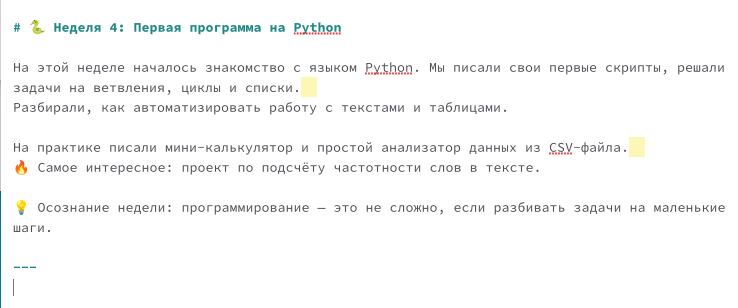 # 🐍 Неделя 4: Первая программа на Python
На этой неделе началось знакомство с языком Python. Мы писали свои первые скрипты, решали
задачи на ветвления, циклы и списки.
Разбирали, как автоматизировать работу с текстами и таблицами.
На практике писали мини-калькулятор и простой анализатор данных из CSV-файла.
🔥 Самое интересное: проект по подсчёту частотности слов в тексте.
💡 Осознание недели: программирование — это не сложно, если разбивать задачи на маленькие
шаги.
---